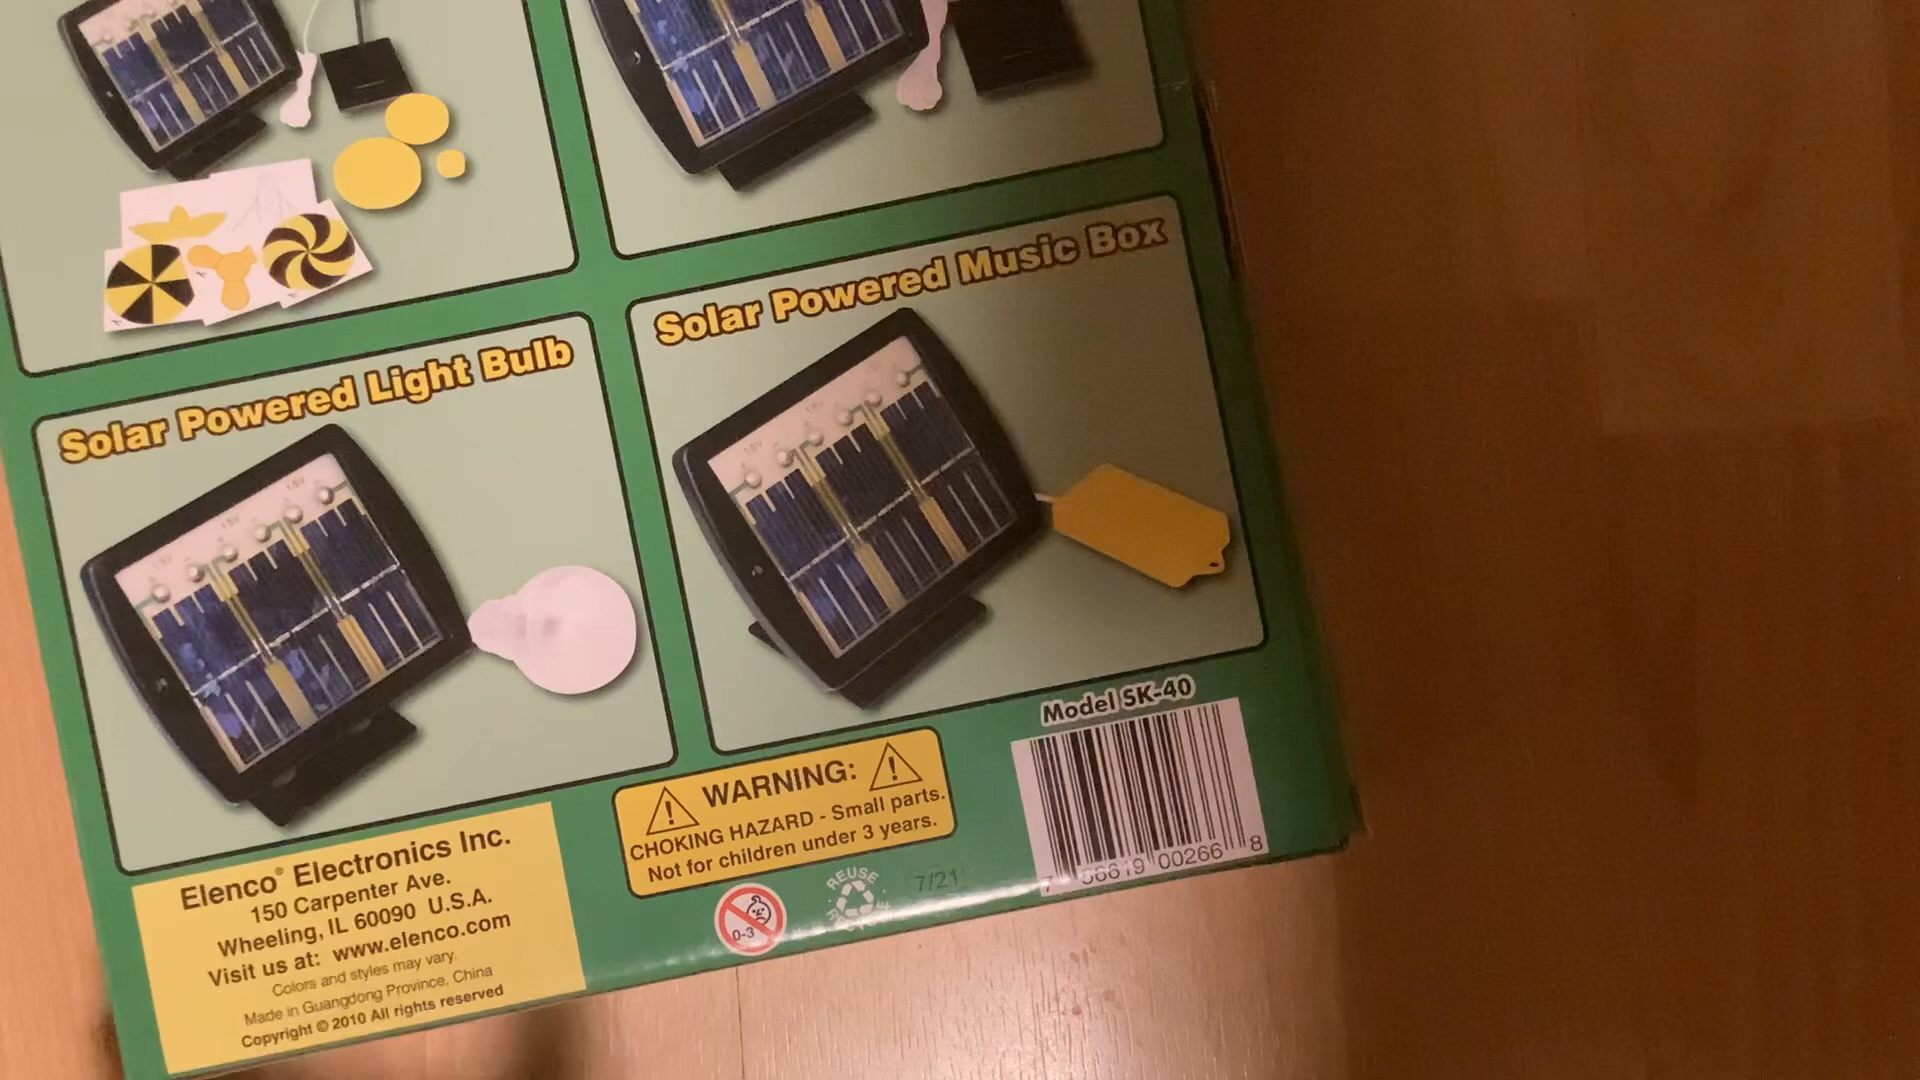 Solar Powered Light Bulb
Solar Powered Music Box
Model SK-40
WARNING:
CHOKING HAZARD - Small parts.
Not for children under 3 years.
0-3
REUSE
7/21
7 56619 00266 8
Elenco® Electronics Inc.
150 Carpenter Ave.
Wheeling, IL 60090 U.S.A.
Visit us at: www.elenco.com
Colors and styles may vary.
Made in Guangdong Province, China
Copyright © 2010 All rights reserved